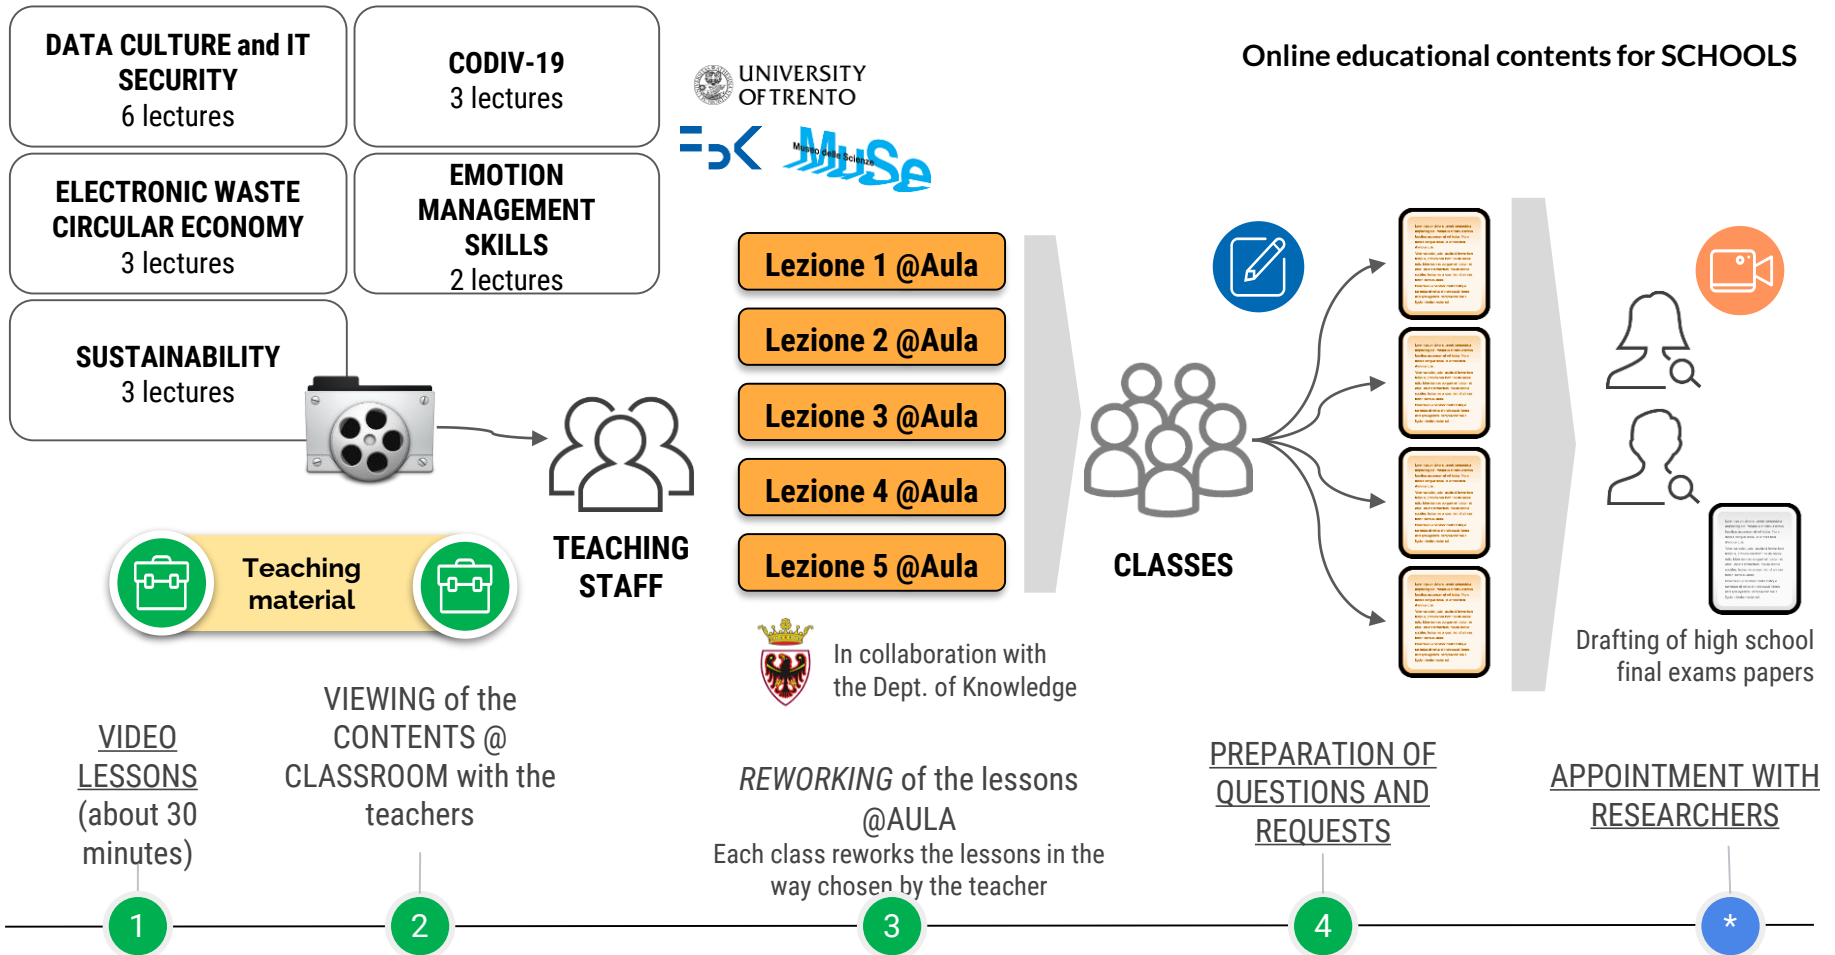 DATA CULTURE and IT
SECURITY
6 lectures
CODIV-19
3 lectures
ELECTRONIC WASTE
CIRCULAR ECONOMY
3 lectures
EMOTION
MANAGEMENT
SKILLS
2 lectures
SUSTAINABILITY
3 lectures
UNIVERSITY
OF TRENTO
FBK
Museo delle Scienze
MUSe
Online educational contents for SCHOOLS
Lezione 1 @Aula
Lezione 2 @Aula
Lezione 3 @Aula
Lezione 4 @Aula
Lezione 5 @Aula
Teaching
material
TEACHING
STAFF
CLASSES
In collaboration with
the Dept. of Knowledge
Drafting of high school
final exams papers
VIDEO
LESSONS
(about 30
minutes)
VIEWING of the
CONTENTS @
CLASSROOM with the
teachers
REWORKING of the lessons
@AULA
Each class reworks the lessons in the
way chosen by the teacher
PREPARATION OF
QUESTIONS AND
REQUESTS
APPOINTMENT WITH
RESEARCHERS
1
2
3
4
*